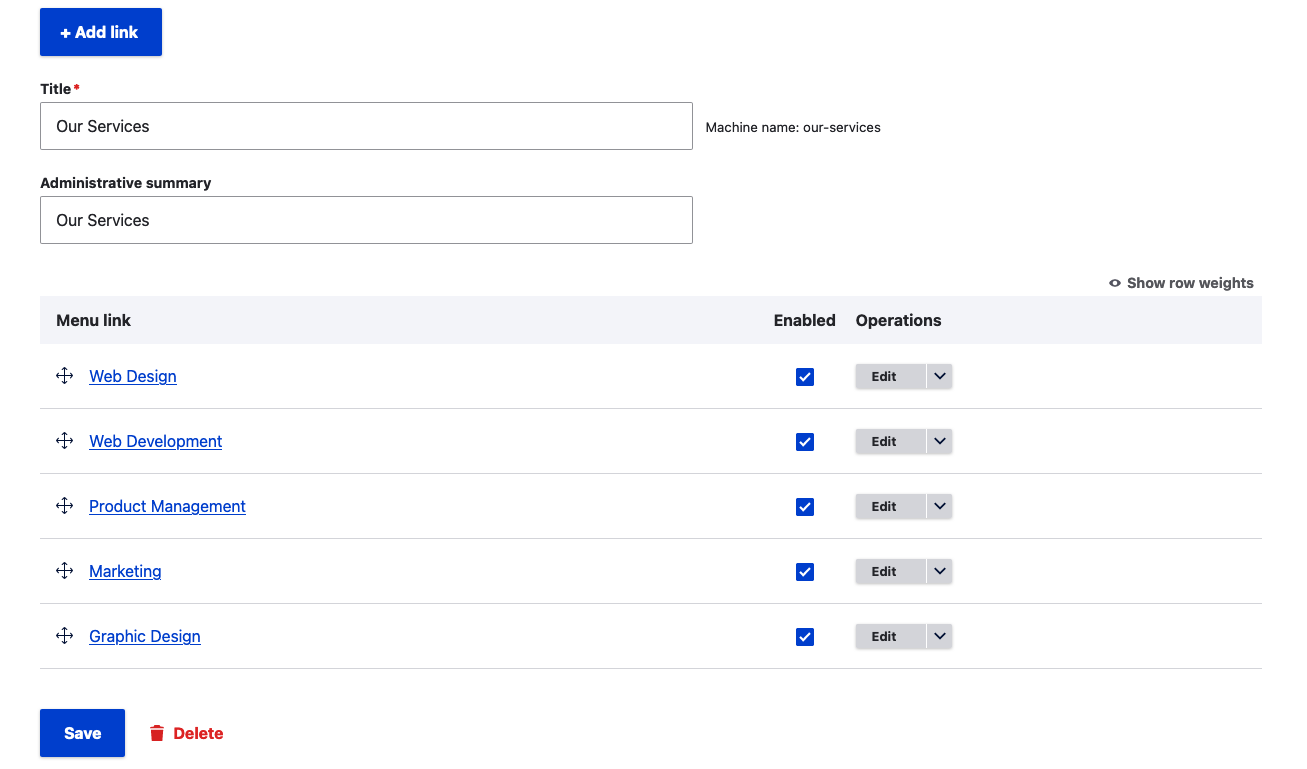 + Add link
Title*
Our Services
Machine name: our-services
Administrative summary
Our Services
Show row weights
Menu link Enabled Operations
Web Design Edit
Web Development Edit
Product Management Edit
Marketing Edit
Graphic Design Edit
Save Delete